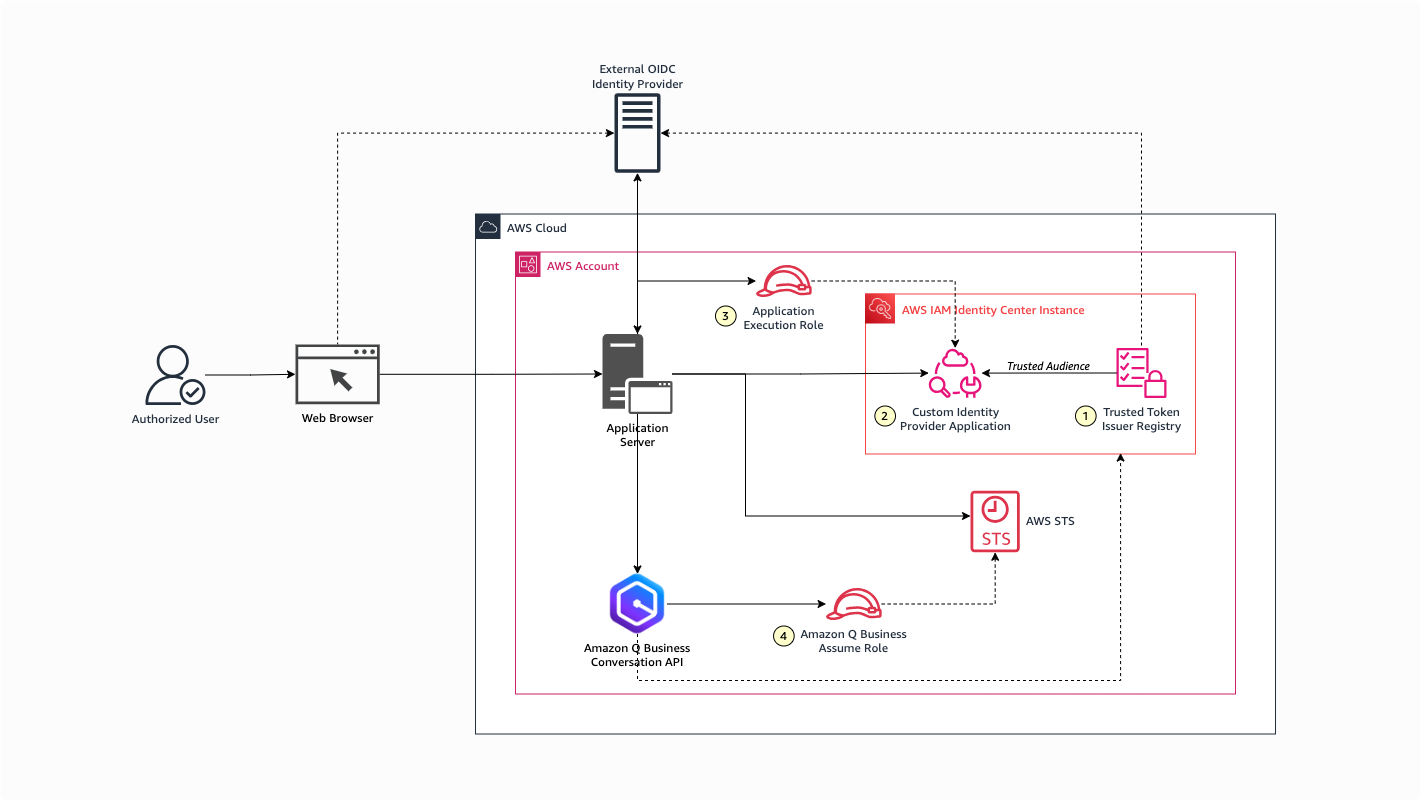 External OIDC
Identity Provider
AWS Cloud
AWS Account
3
Application
Execution Role
AWS IAM Identity Center Instance
Trusted Audience
2
Custom Identity
Provider Application
1
Trusted Token
Issuer Registry
Authorized User
Web Browser
Application
Server
STS
AWS STS
4
Amazon Q Business
Assume Role
Amazon Q Business
Conversation API